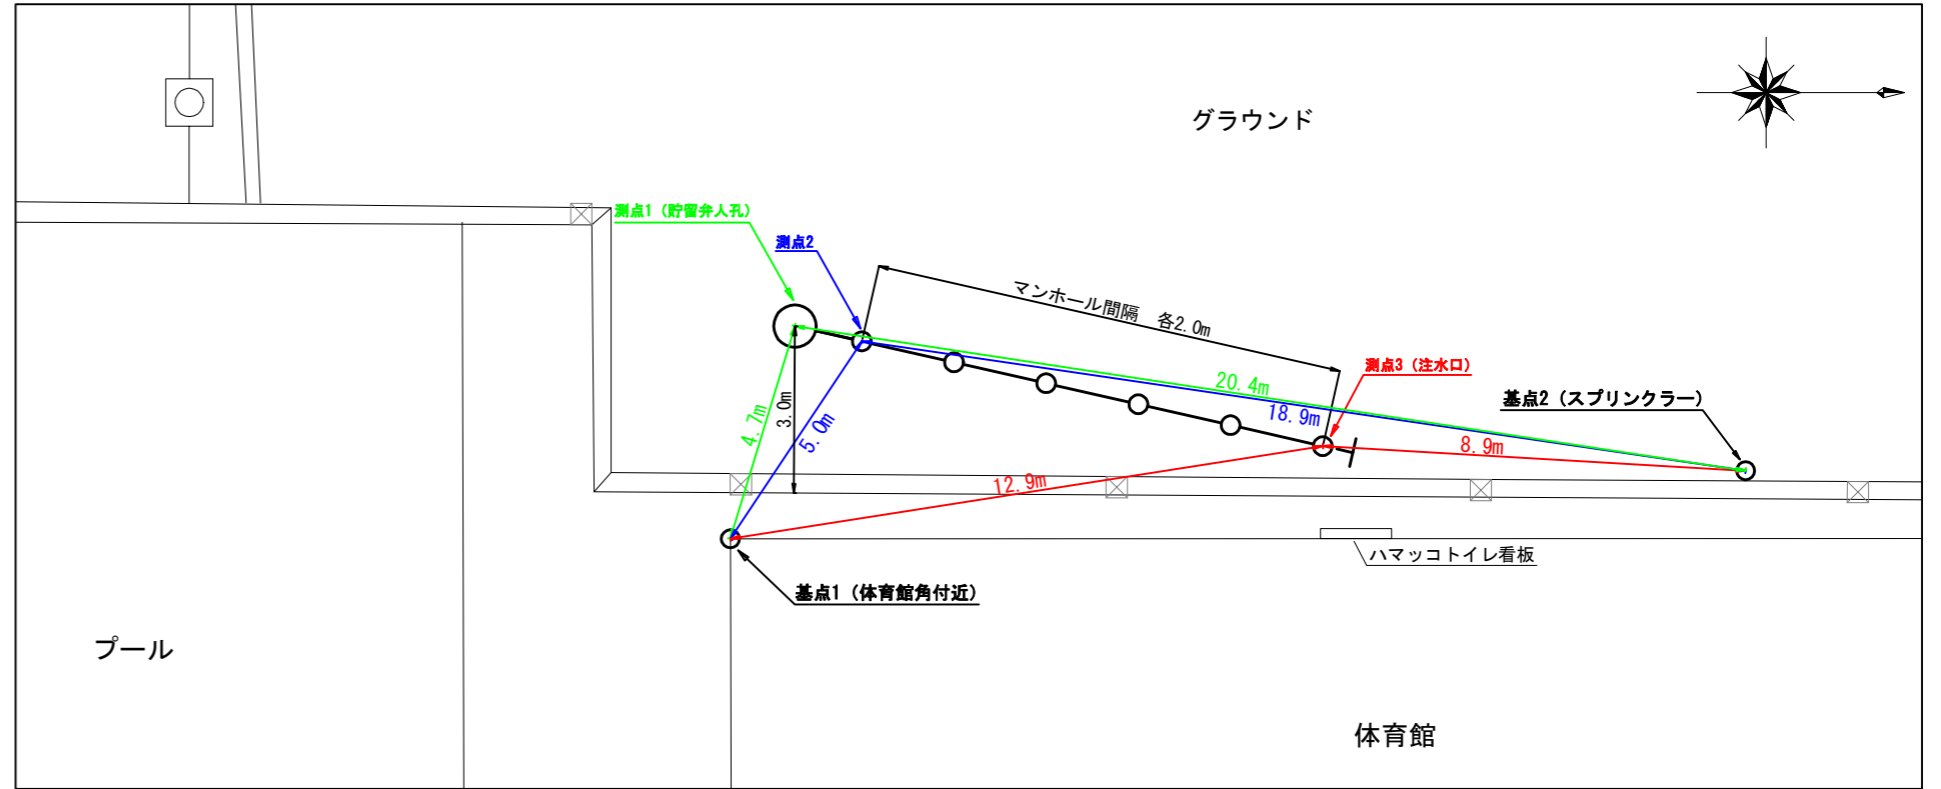 グラウンド
測点1（貯留弁人孔）
測点2
マンホール間隔　各2.0m
測点3（注水口）
20.4m
基点2（スプリンクラー）
18.9m
4.7m
3.0m
5.0m
8.9m
12.9m
ハマッコトイレ看板
基点1（体育館角付近）
プール
体育館